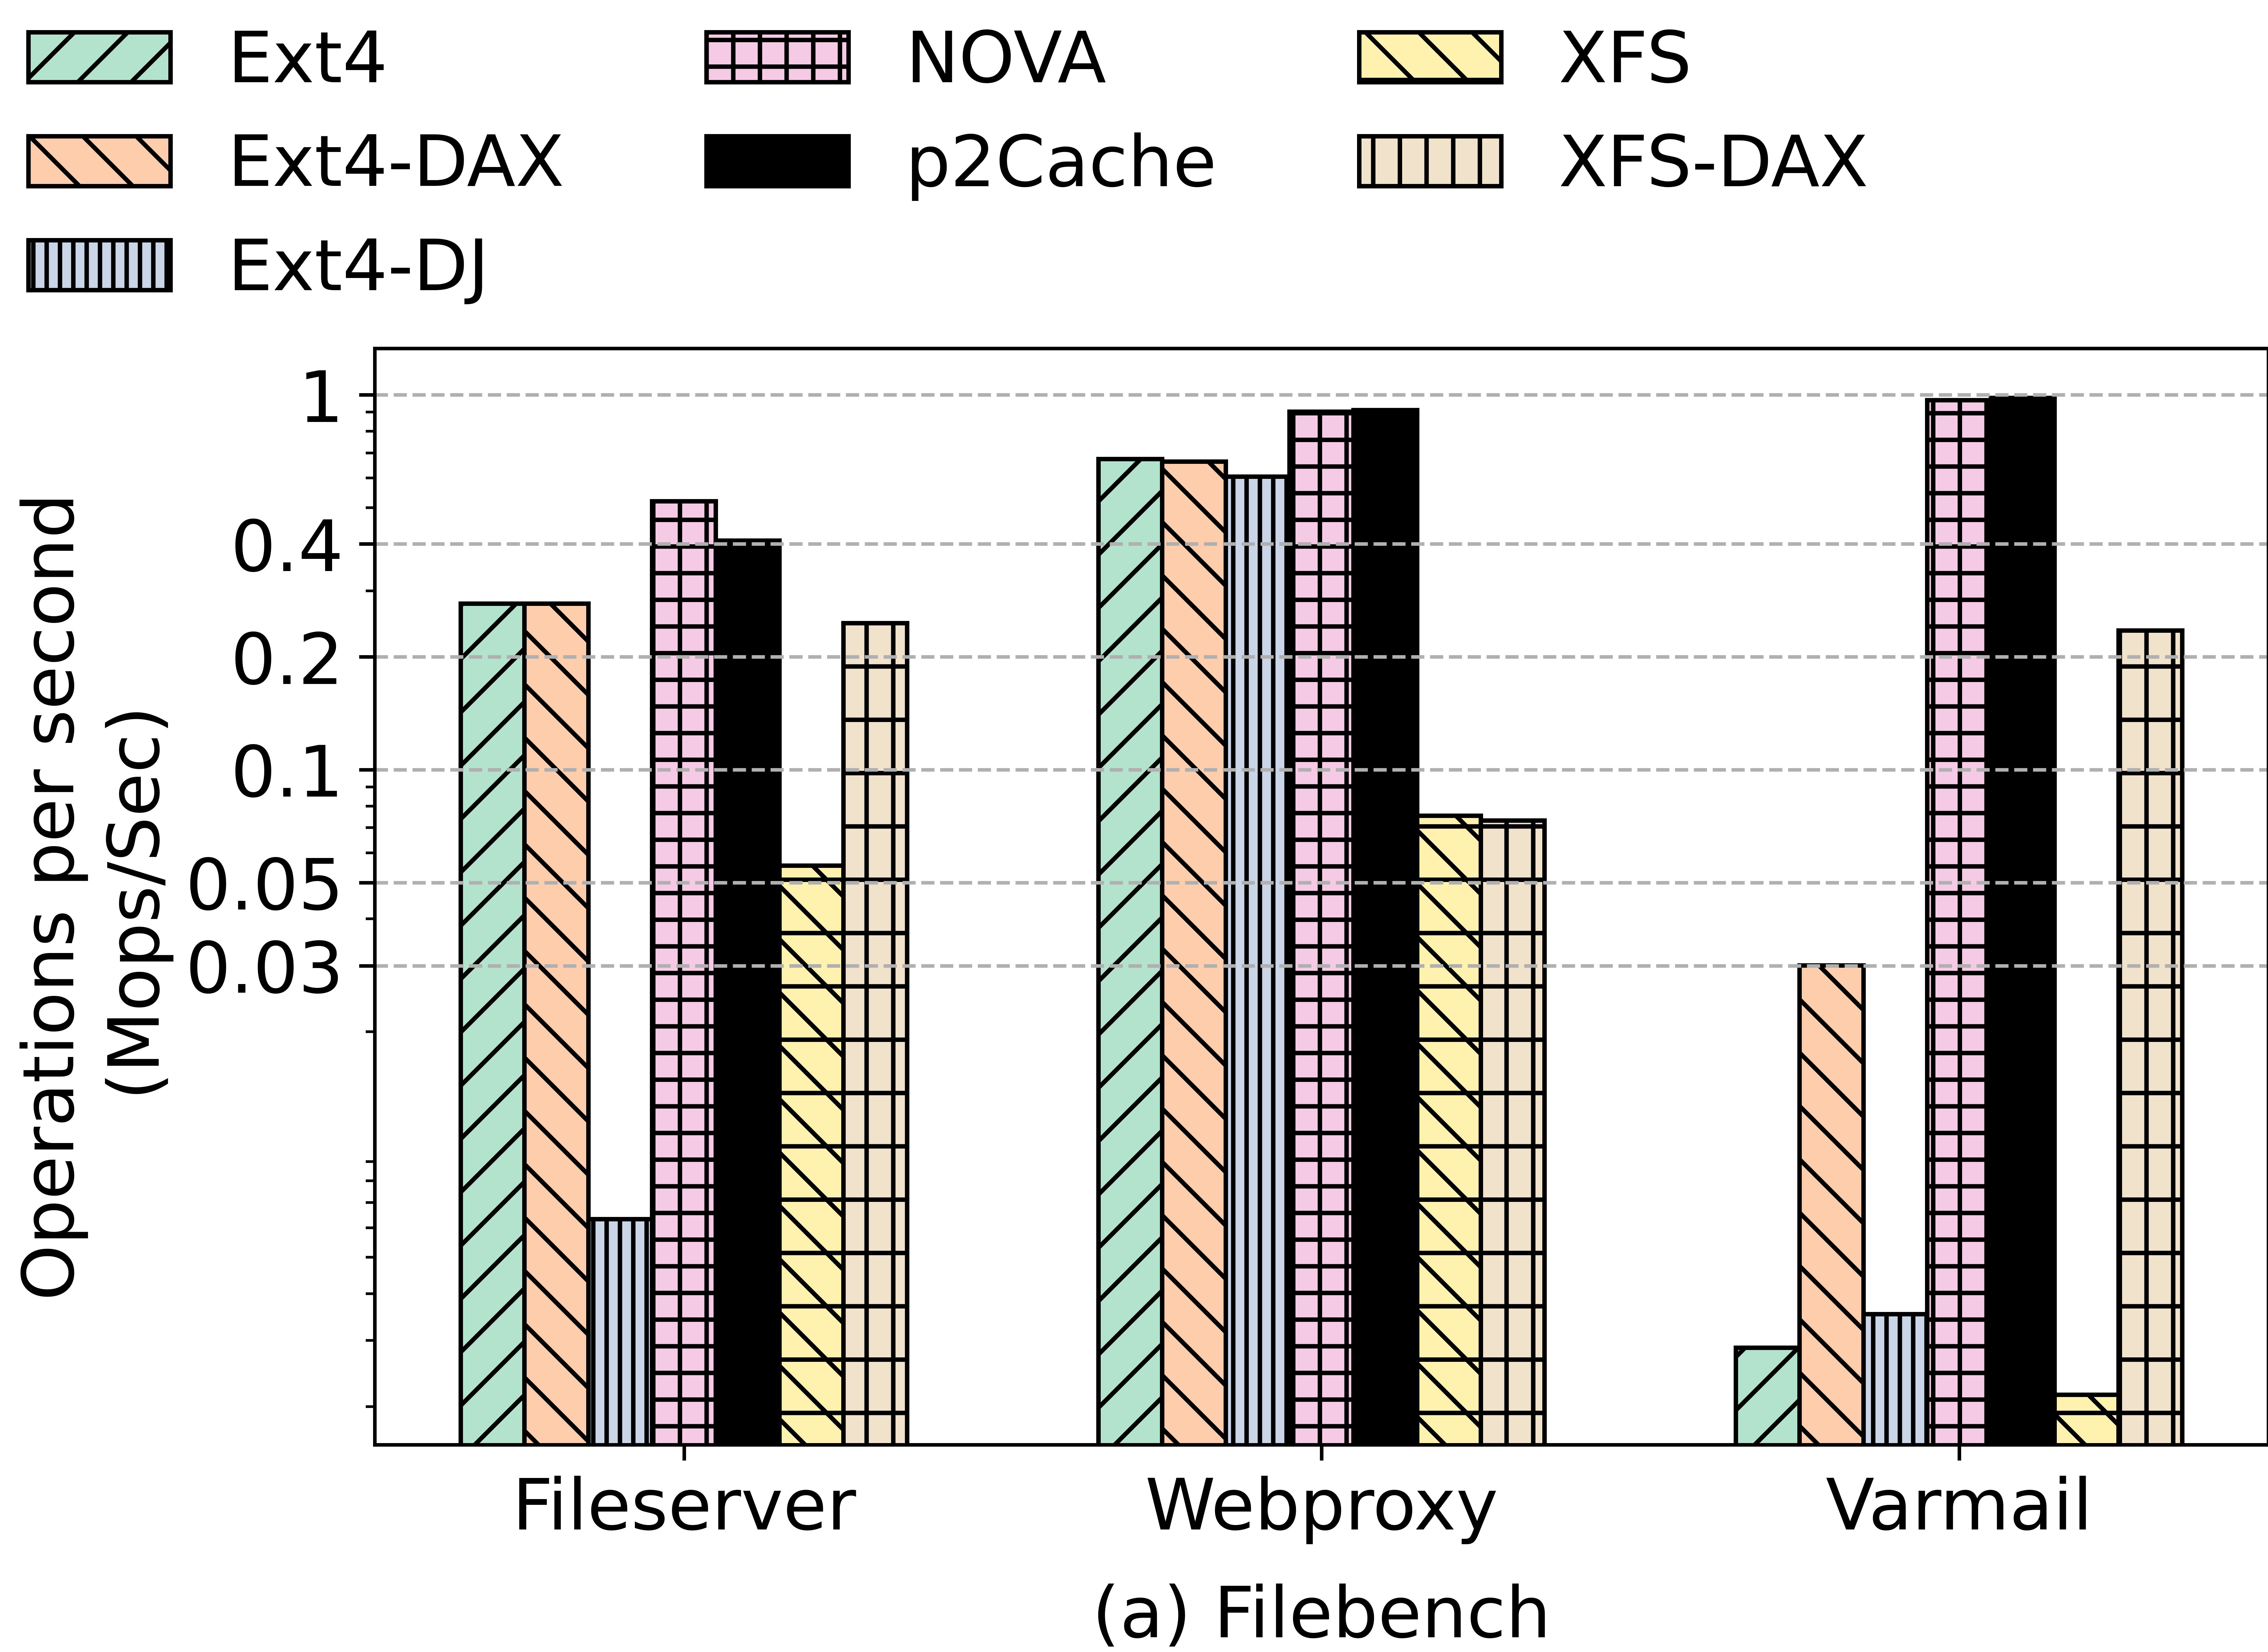 Ext4 NOVA XFS
Ext4-DAX p2Cache XFS-DAX
Ext4-DJ
Operations per second
(Mops/Sec)
1
0.4
0.2
0.1
0.05
0.03
Fileserver Webproxy Varmail
(a) Filebench